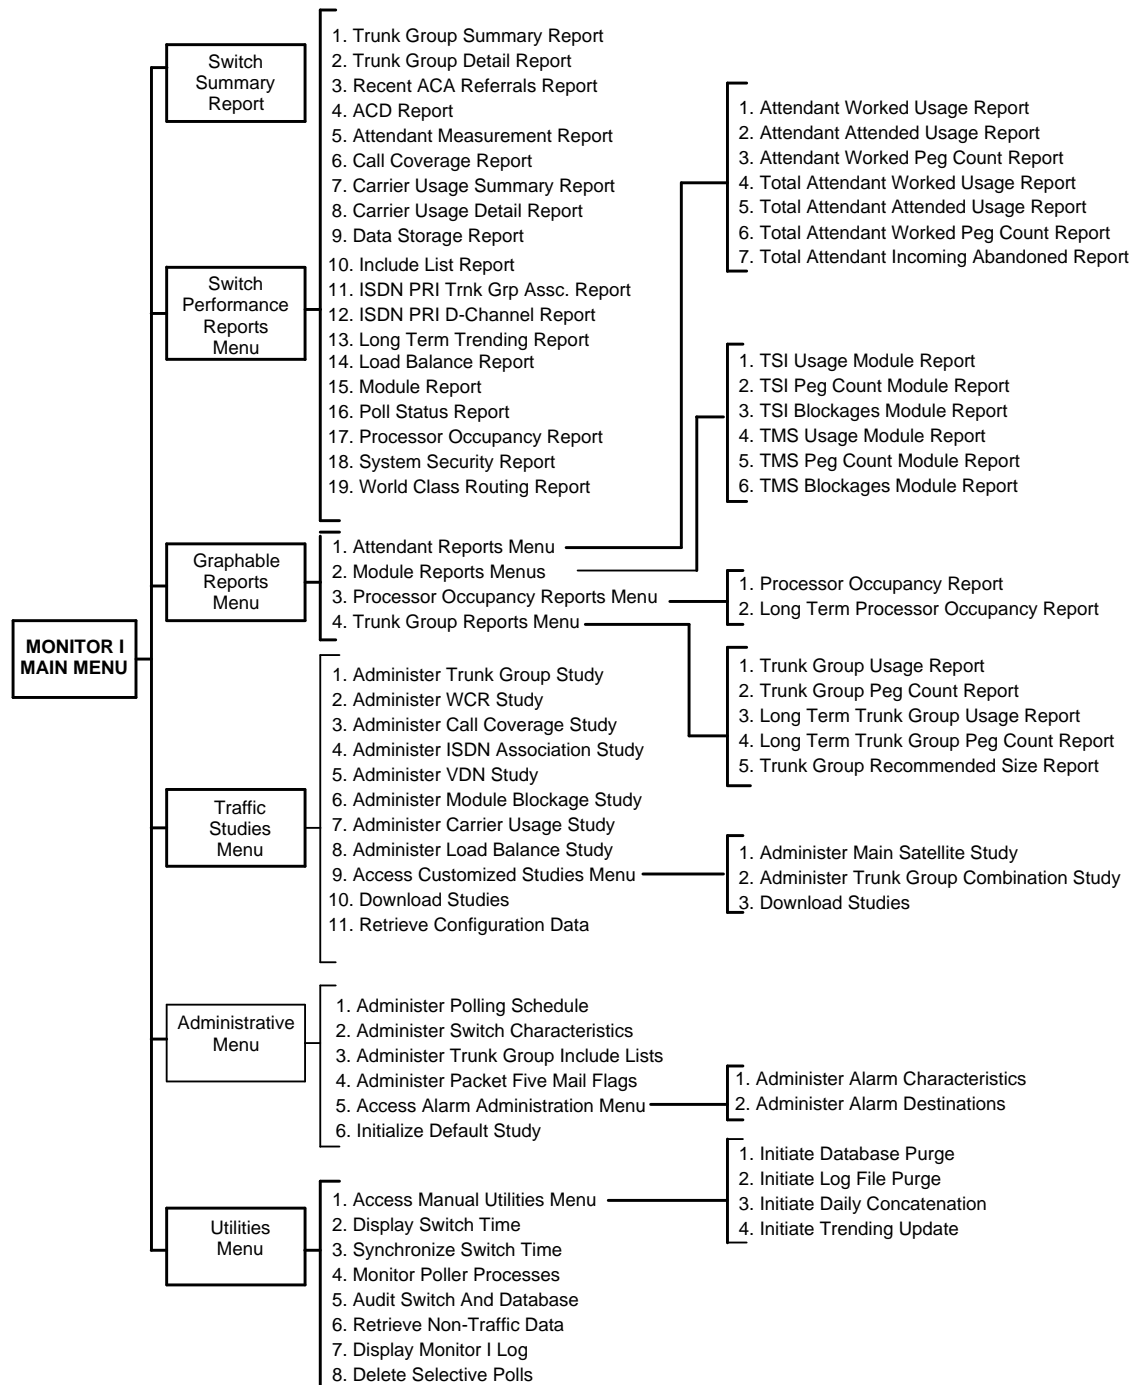 MONITOR I
MAIN MENU
Switch
Summary
Report
Switch
Performance
Reports
Menu
1. Trunk Group Summary Report
2. Trunk Group Detail Report
3. Recent ACA Referrals Report
4. ACD Report
5. Attendant Measurement Report
6. Call Coverage Report
7. Carrier Usage Summary Report
8. Carrier Usage Detail Report
9. Data Storage Report
10. Include List Report
11. ISDN PRI Trnk Grp Assc. Report
12. ISDN PRI D-Channel Report
13. Long Term Trending Report
14. Load Balance Report
15. Module Report
16. Poll Status Report
17. Processor Occupancy Report
18. System Security Report
19. World Class Routing Report
Graphable
Reports
Menu
1. Attendant Reports Menu
2. Module Reports Menus
3. Processor Occupancy Reports Menu
4. Trunk Group Reports Menu
1. Attendant Worked Usage Report
2. Attendant Attended Usage Report
3. Attendant Worked Peg Count Report
4. Total Attendant Worked Usage Report
5. Total Attendant Attended Usage Report
6. Total Attendant Worked Peg Count Report
7. Total Attendant Incoming Abandoned Report
1. TSI Usage Module Report
2. TSI Peg Count Module Report
3. TSI Blockages Module Report
4. TMS Usage Module Report
5. TMS Peg Count Module Report
6. TMS Blockages Module Report
1. Processor Occupancy Report
2. Long Term Processor Occupancy Report
1. Trunk Group Usage Report
2. Trunk Group Peg Count Report
3. Long Term Trunk Group Usage Report
4. Long Term Trunk Group Peg Count Report
5. Trunk Group Recommended Size Report
Traffic
Studies
Menu
1. Administer Trunk Group Study
2. Administer WCR Study
3. Administer Call Coverage Study
4. Administer ISDN Association Study
5. Administer VDN Study
6. Administer Module Blockage Study
7. Administer Carrier Usage Study
8. Administer Load Balance Study
9. Access Customized Studies Menu
10. Download Studies
11. Retrieve Configuration Data
1. Administer Main Satellite Study
2. Administer Trunk Group Combination Study
3. Download Studies
Administrative
Menu
1. Administer Polling Schedule
2. Administer Switch Characteristics
3. Administer Trunk Group Include Lists
4. Administer Packet Five Mail Flags
5. Access Alarm Administration Menu
6. Initialize Default Study
1. Administer Alarm Characteristics
2. Administer Alarm Destinations
Utilities
Menu
1. Access Manual Utilities Menu
2. Display Switch Time
3. Synchronize Switch Time
4. Monitor Poller Processes
5. Audit Switch And Database
6. Retrieve Non-Traffic Data
7. Display Monitor I Log
8. Delete Selective Polls
1. Initiate Database Purge
2. Initiate Log File Purge
3. Initiate Daily Concatenation
4. Initiate Trending Update